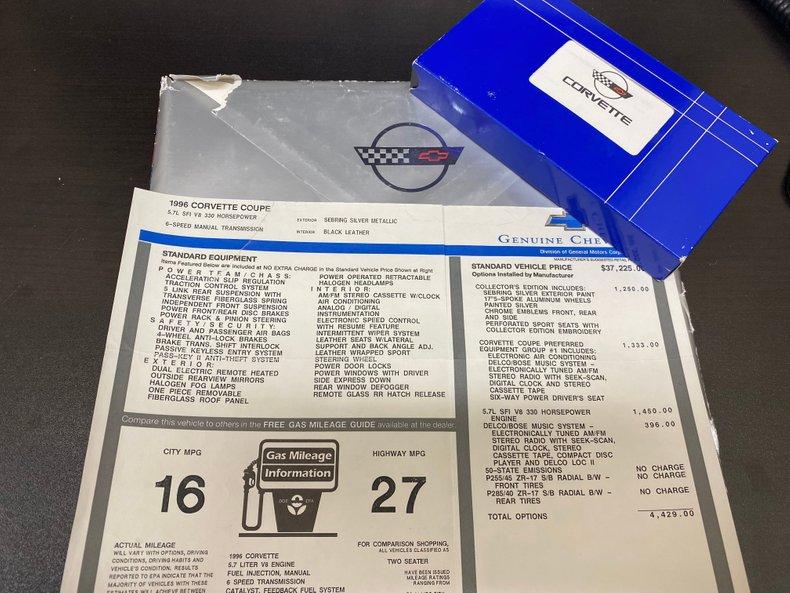 CORVETTE
1996 CORVETTE COUPE
5.7L SFI V8 330 HORSEPOWER
6-SPEED MANUAL TRANSMISSION
EXTERIOR SEBRING SILVER METALLIC
INTERIOR BLACK LEATHER
GENUINE CHEV
Division of General Motors Corp
STANDARD EQUIPMENT
Items Featured Below are included at NO EXTRA CHARGE in the Standard Vehicle Price Shown at Right
POWER TEAM/CHASS:
ACCELERATION SLIP REGULATION
TRACTION CONTROL SYSTEM
5 LINK REAR SUSPENSION WITH
TRANSVERSE FIBERGLASS SPRING
INDEPENDENT FRONT SUSPENSION
POWER FRONT/REAR DISC BRAKES
POWER RACK & PINION STEERING
SAFETY/SECURITY:
DRIVER AND PASSENGER AIR BAGS
4-WHEEL ANTI-LOCK BRAKES
BRAKE TRANS. SHIFT INTERLOCK
PASSIVE KEYLESS ENTRY SYSTEM
PASS-KEY II ANTI-THEFT SYSTEM
EXTERIOR:
DUAL ELECTRIC REMOTE HEATED
OUTSIDE REARVIEW MIRRORS
HALOGEN FOG LAMPS
ONE PIECE REMOVABLE
FIBERGLASS ROOF PANEL
POWER OPERATED RETRACTABLE
HALOGEN HEADLAMPS
INTERIOR:
AM/FM STEREO CASSETTE W/CLOCK
AIR CONDITIONING
ANALOG / DIGITAL
INSTRUMENTATION
ELECTRONIC SPEED CONTROL
WITH RESUME FEATURE
INTERMITTENT WIPER SYSTEM
LEATHER SEATS W/LATERAL
SUPPORT AND BACK ANGLE ADJ.
LEATHER WRAPPED SPORT
STEERING WHEEL
POWER DOOR LOCKS
POWER WINDOWS WITH DRIVER
SIDE EXPRESS DOWN
REAR WINDOW DEFOGGER
REMOTE GLASS RR HATCH RELEASE
MANUFACTURER'S SUGGESTED RETAIL
STANDARD VEHICLE PRICE $37,225.
Options Installed by Manufacturer
COLLECTOR'S EDITION INCLUDES: 1,250.00
SEBRING SILVER EXTERIOR PAINT
17"5-SPOKE ALUMINUM WHEELS
PAINTED SILVER
CHROME EMBLEMS FRONT, REAR
AND SIDE
PERFORATED SPORT SEATS WITH
COLLECTOR EDITION EMBROIDERY
CORVETTE COUPE PREFERRED 1,333.00
EQUIPMENT GROUP #1 INCLUDES:
ELECTRONIC AIR CONDITIONING
DELCO/BOSE MUSIC SYSTEM -
ELECTRONICALLY TUNED AM/FM
STEREO RADIO WITH SEEK-SCAN,
DIGITAL CLOCK AND STEREO
CASSETTE TAPE
SIX-WAY POWER DRIVER'S SEAT
5.7L SFI V8 330 HORSEPOWER 1,450.00
ENGINE
DELCO/BOSE MUSIC SYSTEM - 396.00
ELECTRONICALLY TUNED AM/FM
STEREO RADIO WITH SEEK-SCAN,
DIGITAL CLOCK, STEREO
CASSETTE TAPE, COMPACT DISC
PLAYER AND DELCO LOC II
50-STATE EMISSIONS NO CHARGE
P255/45 ZR-17 S/B RADIAL B/W - NO CHARGE
FRONT TIRES
P285/40 ZR-17 S/B RADIAL B/W - NO CHARGE
REAR TIRES
TOTAL OPTIONS 4,429.00
Compare this vehicle to others in the FREE GAS MILEAGE GUIDE available at the dealer.
CITY MPG
16
Gas Mileage
Information
DOE EPA
HIGHWAY MPG
27
ACTUAL MILEAGE
WILL VARY WITH OPTIONS, DRIVING
CONDITIONS, DRIVING HABITS AND
VEHICLE'S CONDITION. RESULTS
REPORTED TO EPA INDICATE THAT THE
MAJORITY OF VEHICLES WITH THESE
ESTIMATES WILL ACHIEVE BETWEEN
1996 CORVETTE
5.7 LITER V8 ENGINE
FUEL INJECTION, MANUAL
6 SPEED TRANSMISSION
CATALYST, FEEDBACK FUEL SYSTEM
FOR COMPARISON SHOPPING,
ALL VEHICLES CLASSIFIED AS
TWO SEATER
HAVE BEEN ISSUED
MILEAGE RATINGS
RANGING FROM